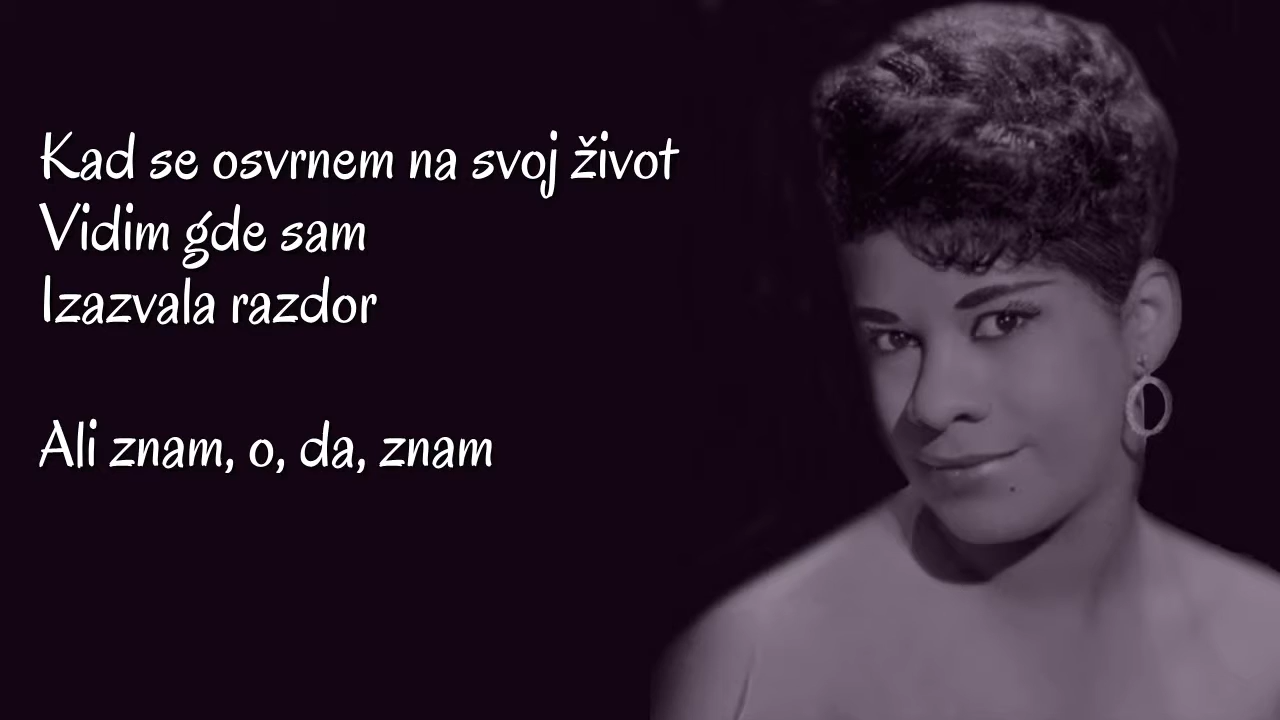 Kad se osvrnem na svoj život
Vidim gde sam
Izazvala razdor
Ali znam, o, da, znam